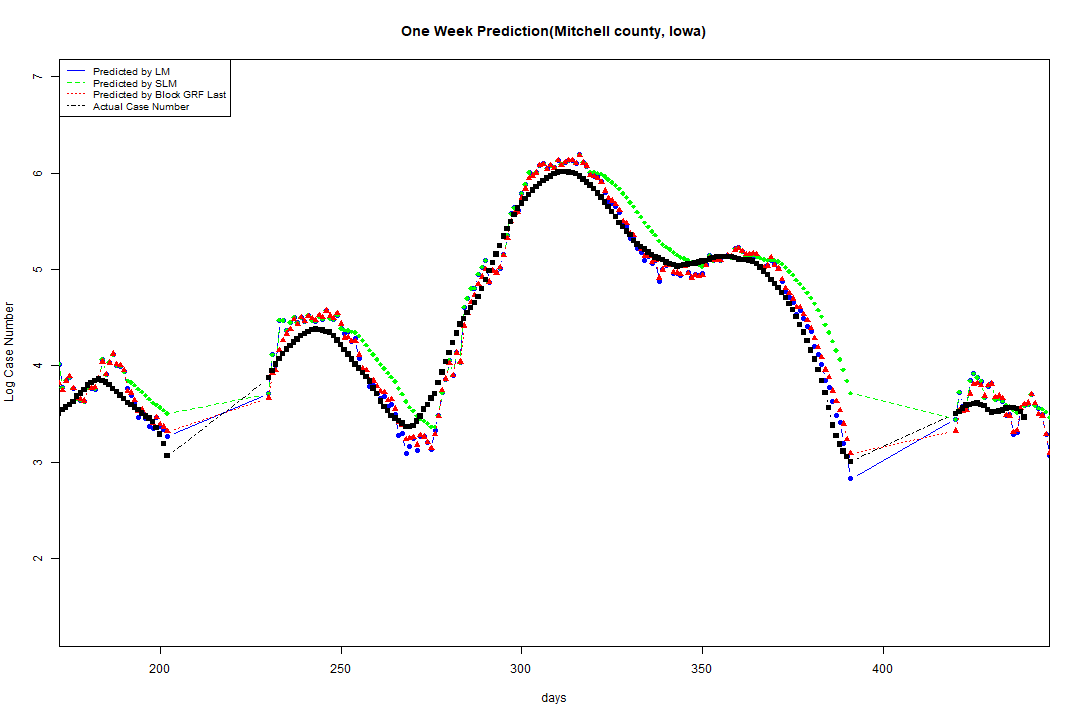 One Week Prediction(Mitchell county, Iowa)
Predicted by LM
Predicted by SLM
Predicted by Block GRF Last
Actual Case Number
Log Case Number
7
6
5
4
3
2
200 250 300 350 400
days